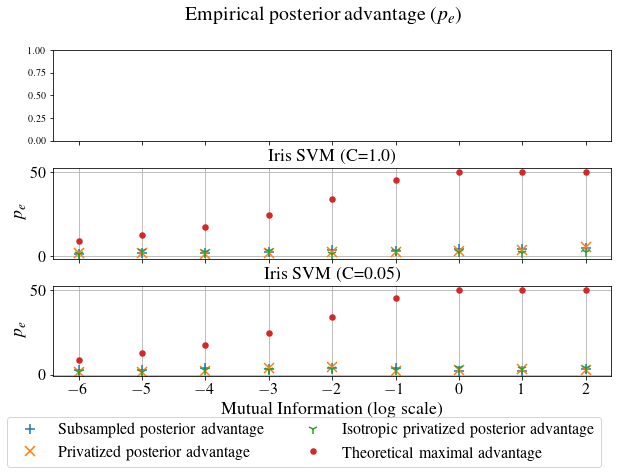 Empirical posterior advantage (pₑ)
1.00
0.75
0.50
0.25
0.00
Iris SVM (C=1.0)
50
0
pₑ
Iris SVM (C=0.05)
50
0
pₑ
−6 −5 −4 −3 −2 −1 0 1 2
Mutual Information (log scale)
Subsampled posterior advantage
Privatized posterior advantage
Isotropic privatized posterior advantage
Theoretical maximal advantage